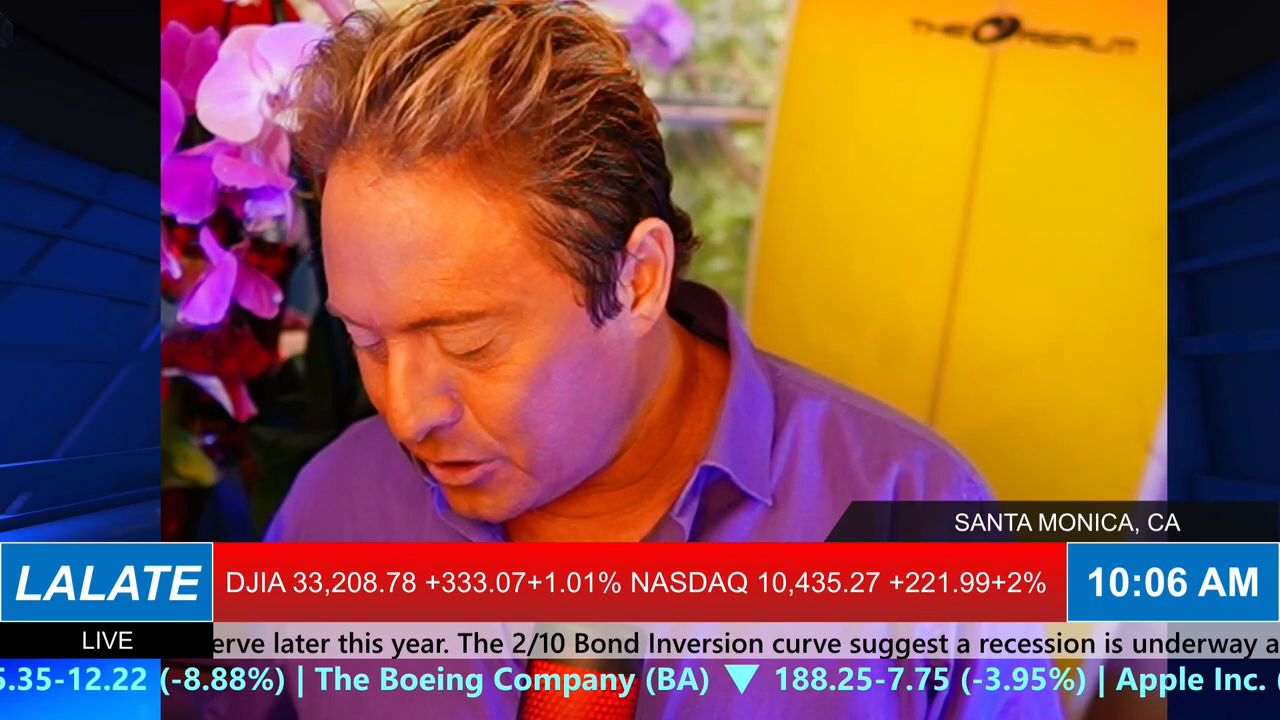 THE REALM
SANTA MONICA, CA
LALATE
DJIA 33,208.78 +333.07+1.01% NASDAQ 10,435.27 +221.99+2%
10:06 AM
LIVE
erve later this year. The 2/10 Bond Inversion curve suggest a recession is underway a
5.35-12.22 (-8.88%) | The Boeing Company (BA) ▼ 188.25-7.75 (-3.95%) | Apple Inc. (